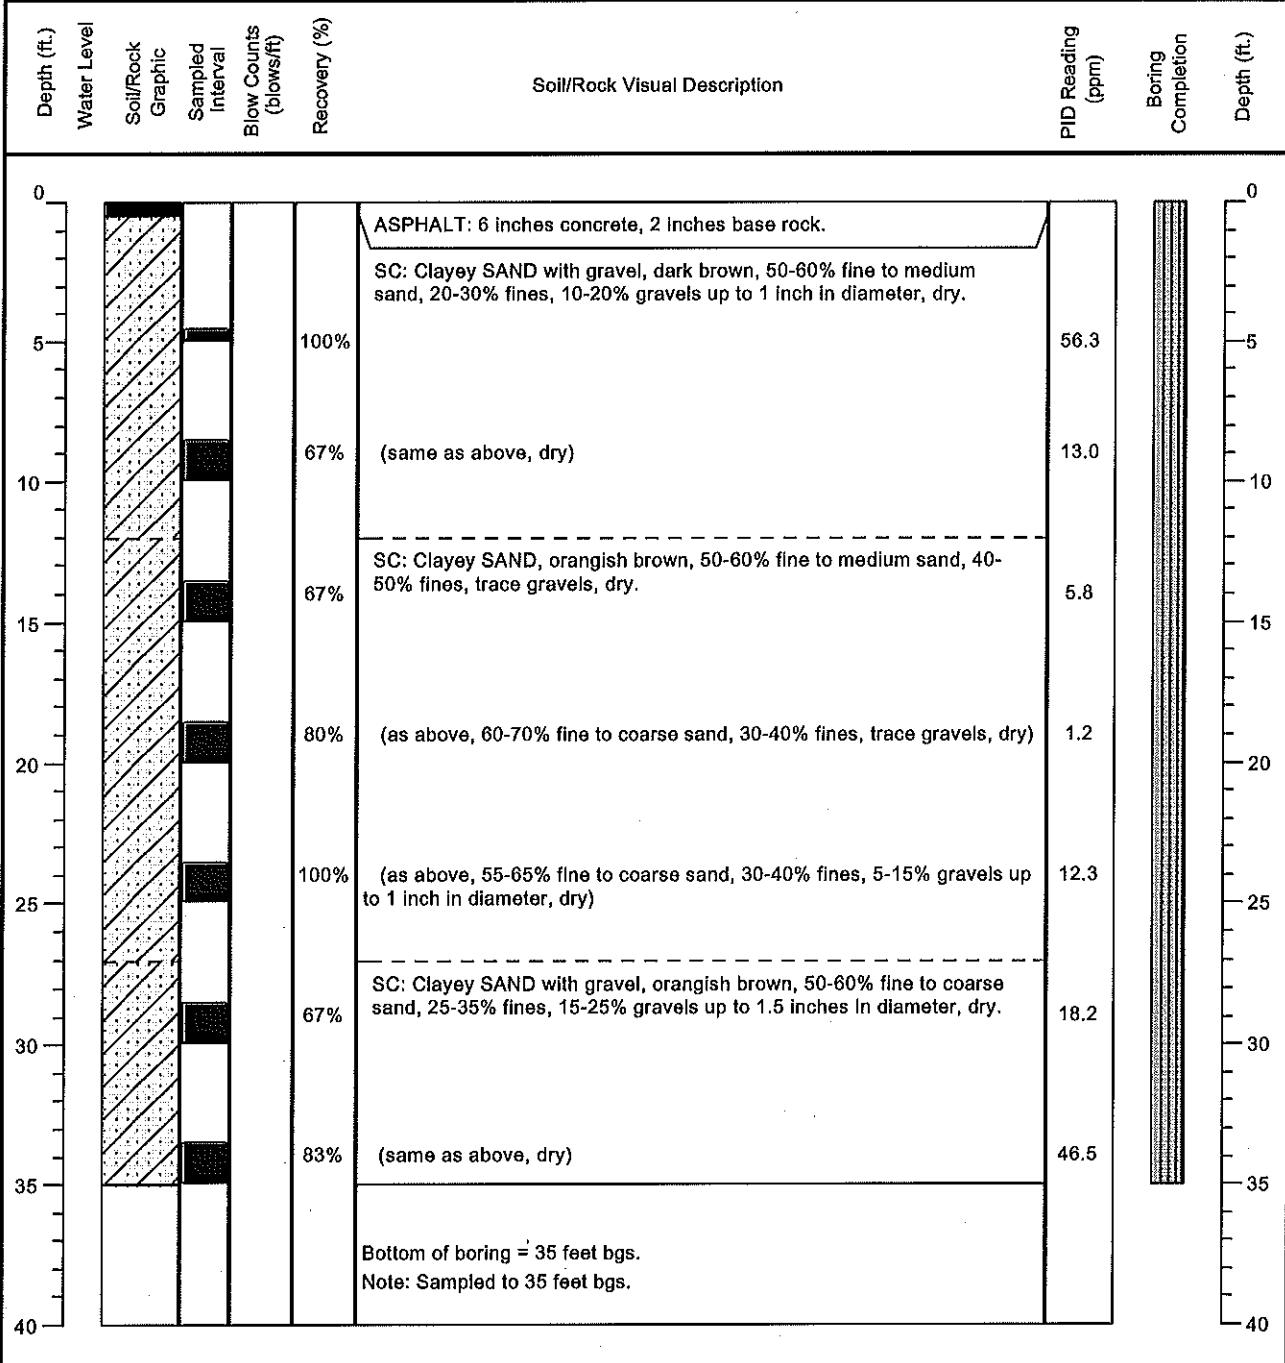 Depth (ft.)
Water Level
Soil/Rock
Graphic
Sampled
Interval
Blow Counts
(blows/ft)
Recovery (%)
Soil/Rock Visual Description
PID Reading
(ppm)
Boring
Completion
Depth (ft.)
0
0
ASPHALT: 6 inches concrete, 2 inches base rock.
SC: Clayey SAND with gravel, dark brown, 50-60% fine to medium
sand, 20-30% fines, 10-20% gravels up to 1 inch in diameter, dry.
5
100%
56.3
5
67%
(same as above, dry)
13.0
10
10
SC: Clayey SAND, orangish brown, 50-60% fine to medium sand, 40-
50% fines, trace gravels, dry.
67%
5.8
15
15
80%
(as above, 60-70% fine to coarse sand, 30-40% fines, trace gravels, dry)
1.2
20
20
100%
(as above, 55-65% fine to coarse sand, 30-40% fines, 5-15% gravels up
to 1 inch in diameter, dry)
12.3
25
25
SC: Clayey SAND with gravel, orangish brown, 50-60% fine to coarse
sand, 25-35% fines, 15-25% gravels up to 1.5 inches in diameter, dry.
67%
18.2
30
30
83%
(same as above, dry)
46.5
35
35
Bottom of boring = 35 feet bgs.
Note: Sampled to 35 feet bgs.
40
40